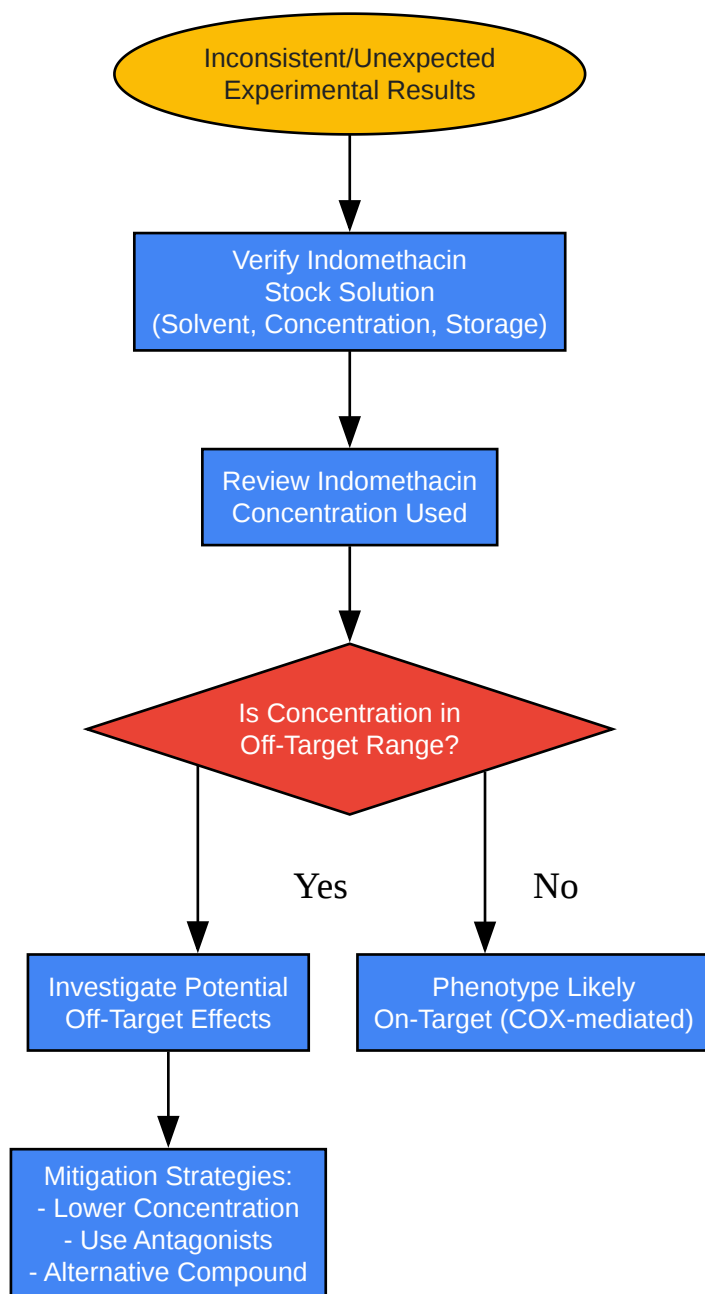 Inconsistent/Unexpected
Experimental Results
Verify Indomethacin
Stock Solution
(Solvent, Concentration, Storage)
Review Indomethacin
Concentration Used
Is Concentration in
Off-Target Range?
Yes
No
Investigate Potential
Off-Target Effects
Phenotype Likely
On-Target (COX-mediated)
Mitigation Strategies:
- Lower Concentration
- Use Antagonists
- Alternative Compound